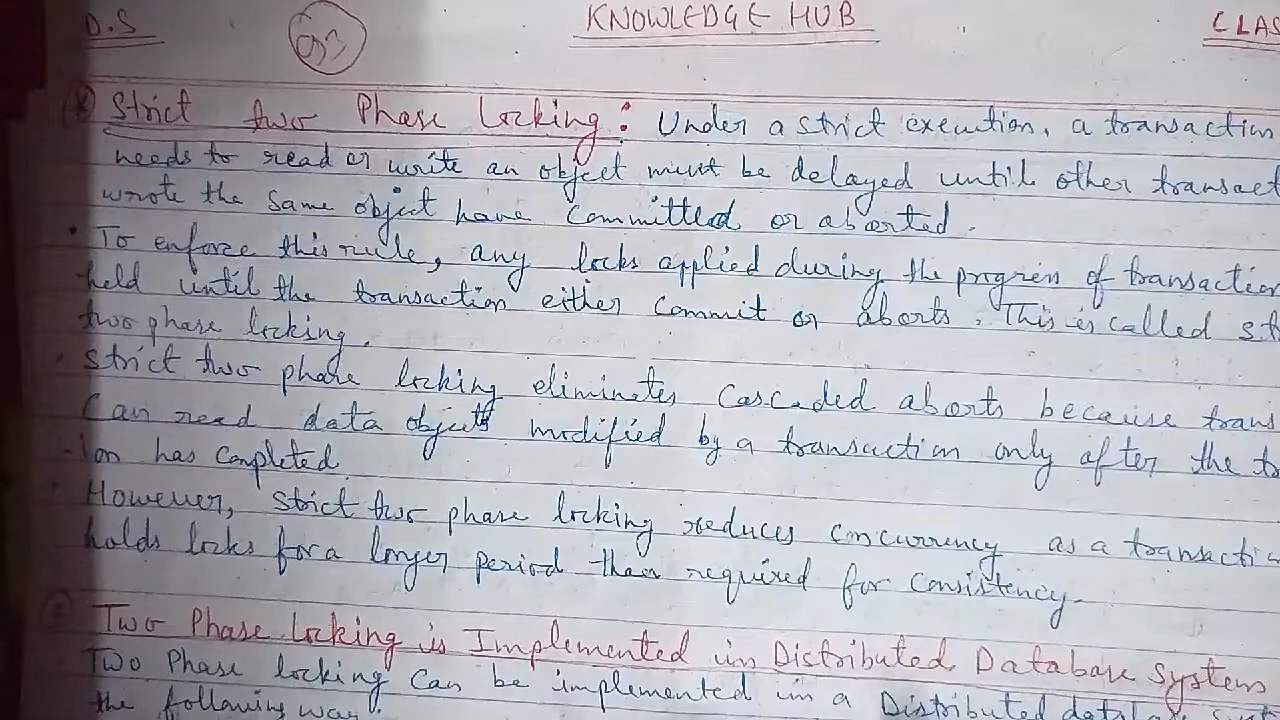 D.S KNOWLEDGE HUB CLAS
Strict two Phase Locking: Under a strict execution, a transaction
needs to read or write an object must be delayed until other transact
wrote the same object have committed or aborted.
• To enforce this rule, any locks applied during the progress of transaction
held until the transaction either commit or aborts. This is called st
two phase locking.
• Strict two phase locking eliminates Cascaded aborts because trans
Can read data objects modified by a transaction only after the tr
-ion has completed
• However, strict two phase locking reduces concurrency as a transactio
holds locks for a longer period than required for Consistency-
Two Phase Locking is Implemented in Distributed Database System
Two Phase locking Can be implemented in a Distributed database
the following way.